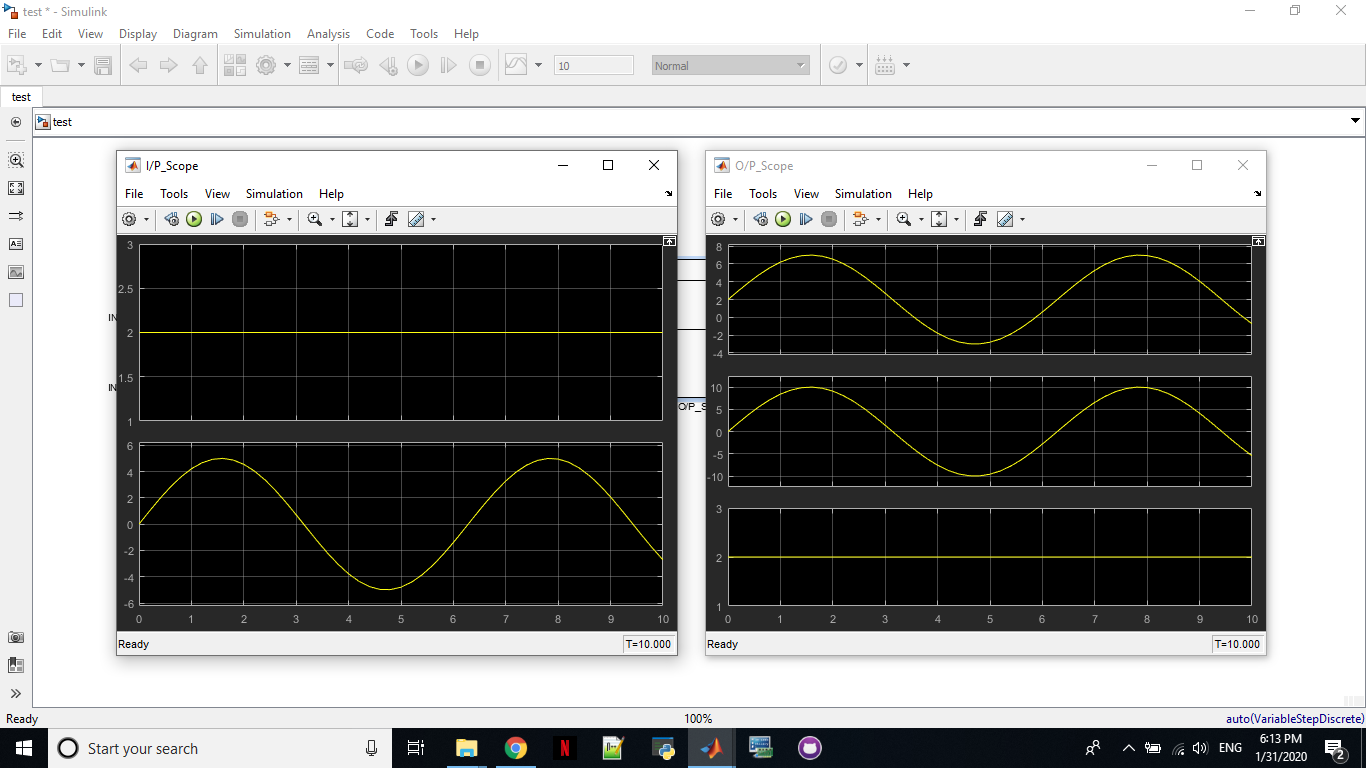 test * - Simulink
File Edit View Display Diagram Simulation Analysis Code Tools Help
10 Normal
test
test
I/P_Scope
File Tools View Simulation Help
3
2.5
2
1.5
1
6
4
2
0
-2
-4
-6
0 1 2 3 4 5 6 7 8 9 10
Ready T=10.000
IN
IN
O/P_S
O/P_Scope
File Tools View Simulation Help
8
6
4
2
0
-2
-4
10
5
0
-5
-10
3
2
1
0 1 2 3 4 5 6 7 8 9 10
Ready T=10.000
Ready 100% auto(VariableStepDiscrete)
Start your search
N
ENG
6:13 PM
1/31/2020
2